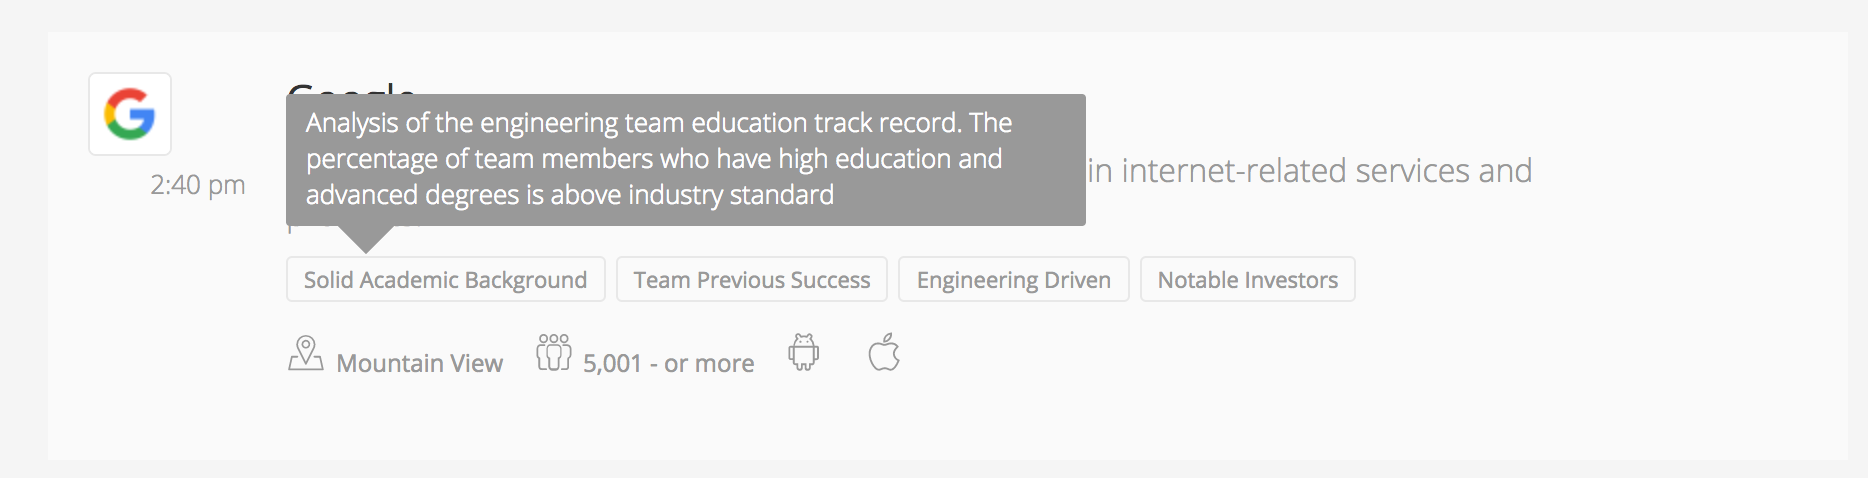 Google
Analysis of the engineering team education track record. The
percentage of team members who have high education and
advanced degrees is above industry standard
in internet-related services and
2:40 pm
Solid Academic Background
Team Previous Success
Engineering Driven
Notable Investors
Mountain View
5,001 - or more